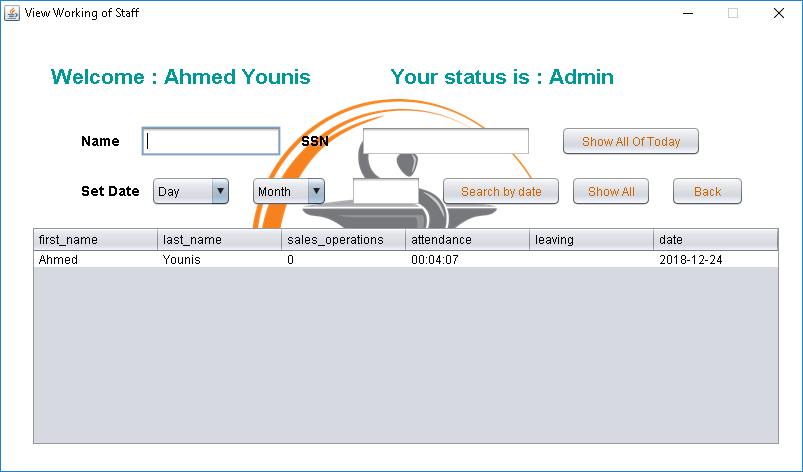 View Working of Staff
Welcome : Ahmed Younis Your status is : Admin
Name SSN Show All Of Today
Set Date Day Month Search by date Show All Back
first_name last_name sales_operations attendance leaving date
Ahmed Younis 0 00:04:07 2018-12-24